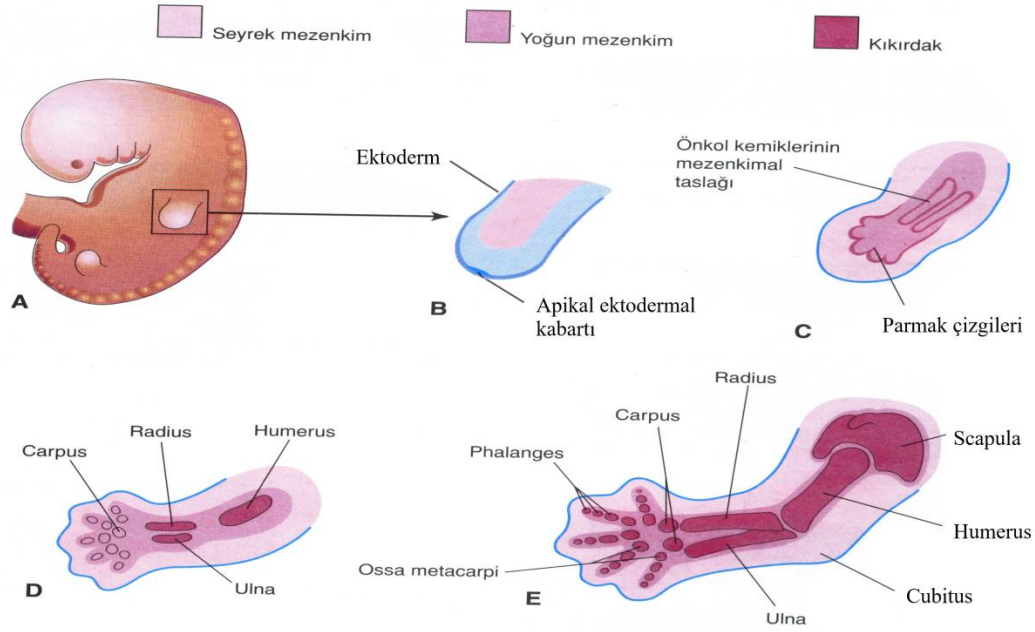 Seyrek mezenkim
Yoğun mezenkim
Kıkırdak
Ektoderm
Apikal ektodermal
kabartı
Önkol kemiklerinin
mezenkimal
taslağı
Parmak çizgileri
A
B
C
Carpus
Radius
Humerus
Ulna
D
Radius
Carpus
Phalanges
Scapula
Humerus
Ossa metacarpi
Cubitus
Ulna
E